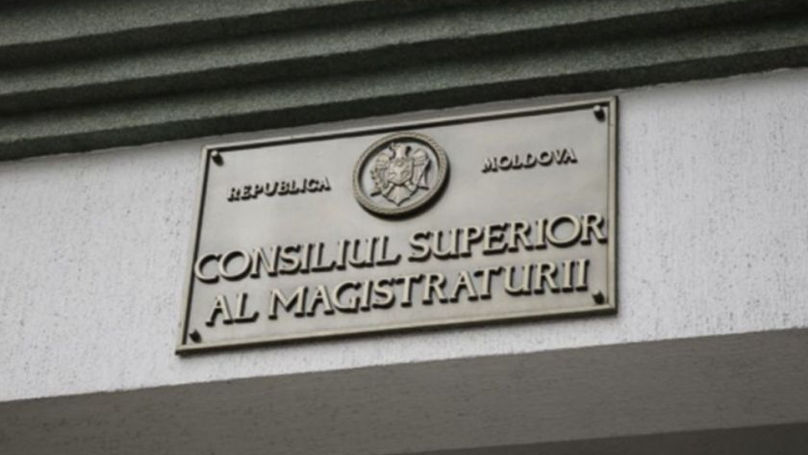 REPUBLICA MOLDOVA
CONSILIUL SUPERIOR
AL MAGISTRATURII